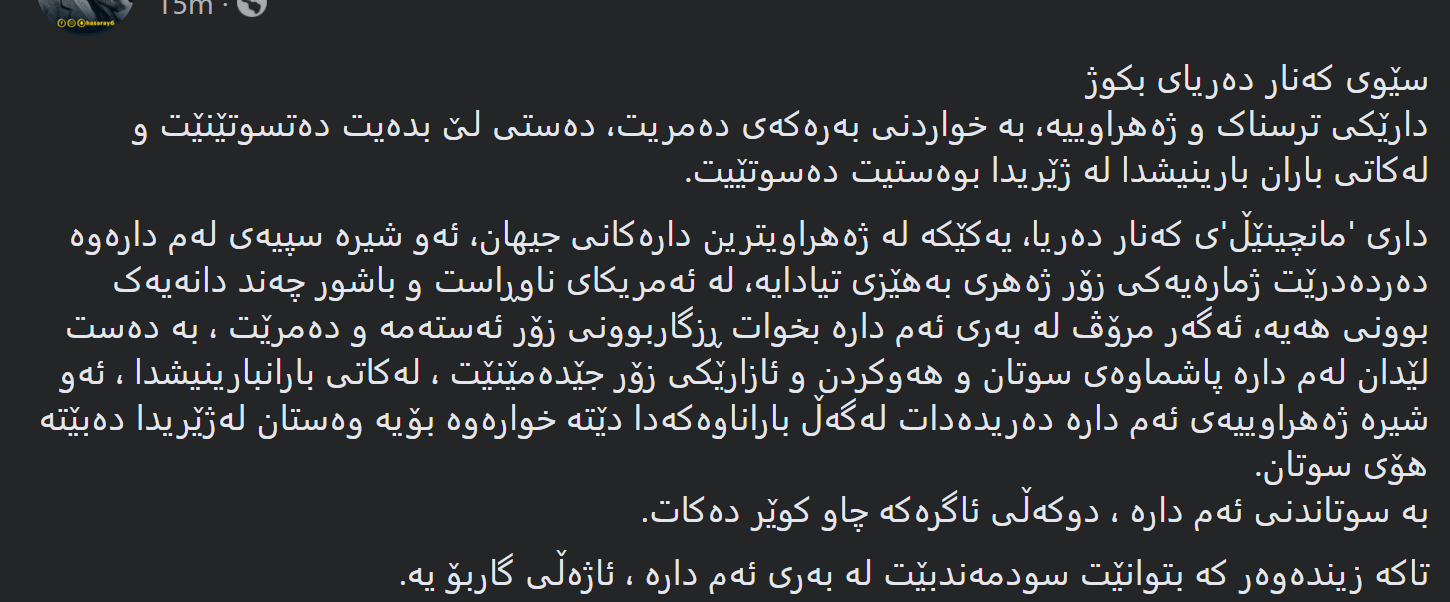 15m ·
hasaray6
سێوی کەنار دەریای بکوژ
دارێکی ترسناک و ژەهراوییە، بە خواردنی بەرەکەی دەمریت، دەستی لێ بدەیت دەتسوتێنێت و
لەکاتی باران بارینیشدا لە ژێریدا بوەستیت دەسوتێیت.
داری 'مانچینێڵ'ی کەنار دەریا، یەکێکە لە ژەهراویترین دارەکانی جیهان، ئەو شیرە سپیەی لەم دارەوە
دەردەدرێت ژمارەیەکی زۆر ژەهری بەهێزی تیادایە، لە ئەمریکای ناوڕاست و باشور چەند دانەیەک
بوونی هەیە، ئەگەر مرۆڤ لە بەری ئەم دارە بخوات ڕزگاربوونی زۆر ئەستەمە و دەمرێت ، بە دەست
لێدان لەم دارە پاشماوەی سوتان و هەوکردن و ئازارێکی زۆر جێدەمێنێت ، لەکاتی بارانبارینیشدا ، ئەو
شیرە ژەهراوییەی ئەم دارە دەریدەدات لەگەڵ باراناوەکەدا دێتە خوارەوە بۆیە وەستان لەژێریدا دەبێتە
هۆی سوتان.
بە سوتاندنی ئەم دارە ، دوکەڵی ئاگرەکە چاو کوێر دەکات.
تاکە زیندەوەر کە بتوانێت سودمەندبێت لە بەری ئەم دارە ، ئاژەڵی گاربۆ یە.